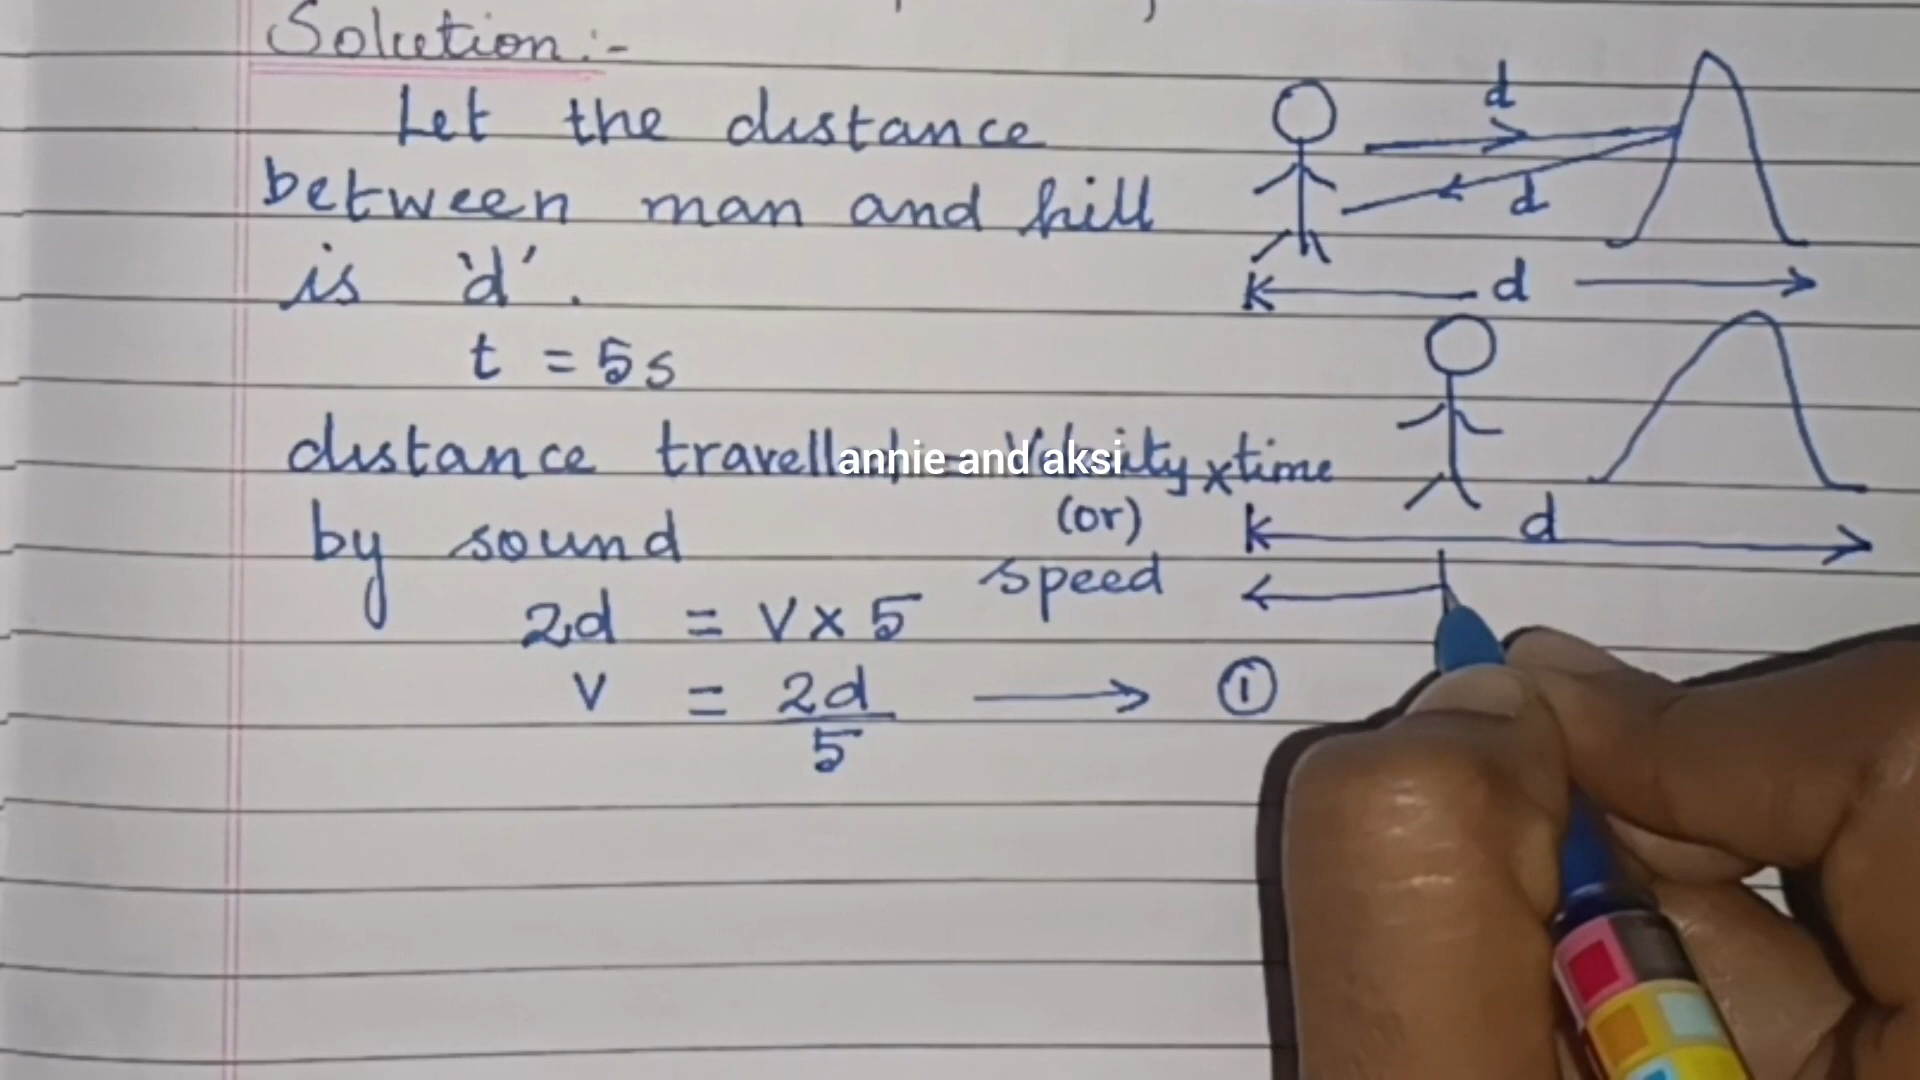 Solution :-
Let the distance
between man and hill
is 'd'.
t = 5s
distance travelled = Velocity x time
by sound (or)
speed
2d = V x 5
V = 2d/5 → ①
d
d
d
d
annie and aksi